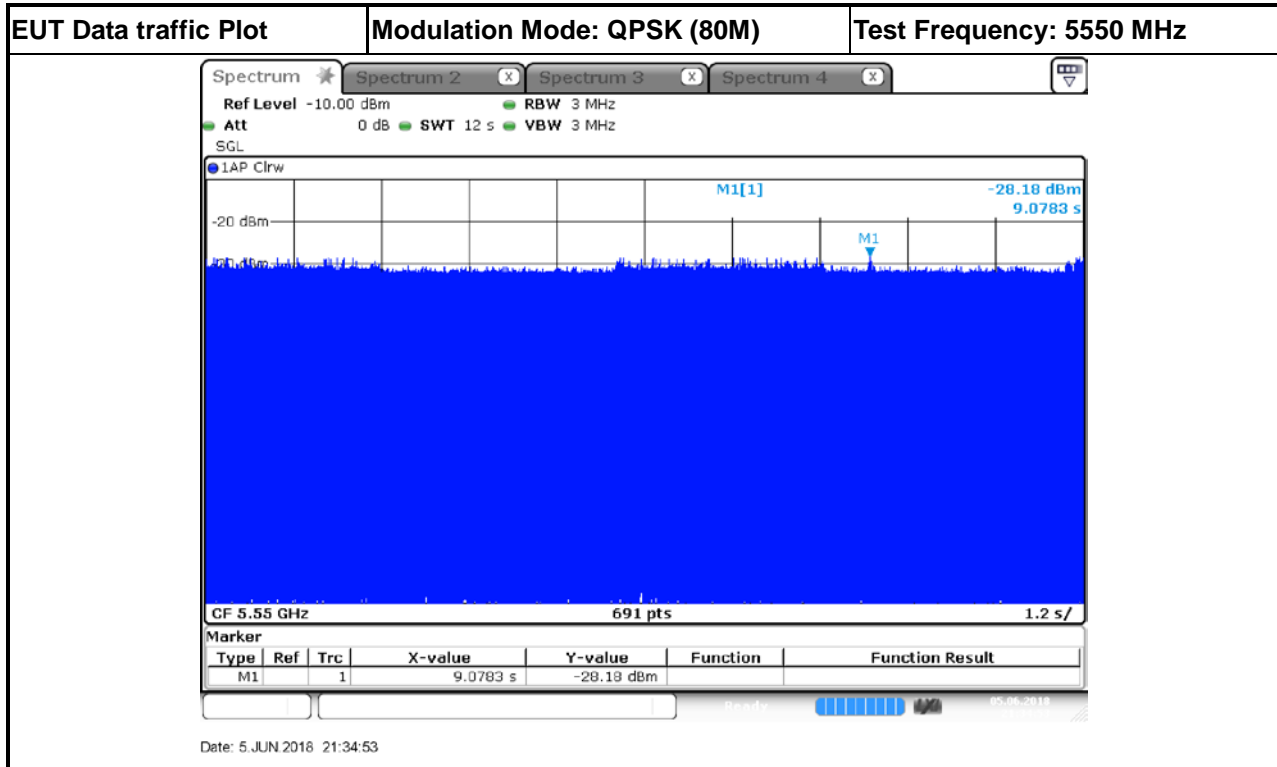 EUT Data traffic Plot Modulation Mode: QPSK (80M) Test Frequency: 5550 MHz
Spectrum Spectrum 2 X Spectrum 3 X Spectrum 4 X
Ref Level -10.00 dBm RBW 3 MHz
Att 0 dB SWT 12 s VBW 3 MHz
SGL
1AP Clrw
M1[1] -28.18 dBm
9.0783 s
-20 dBm
M1
CF 5.55 GHz 691 pts 1.2 s/
Marker
Type Ref Trc X-value Y-value Function Function Result
M1 1 9.0783 s -28.18 dBm
Ready 05.06.2018
Date: 5.JUN.2018 21:34:53